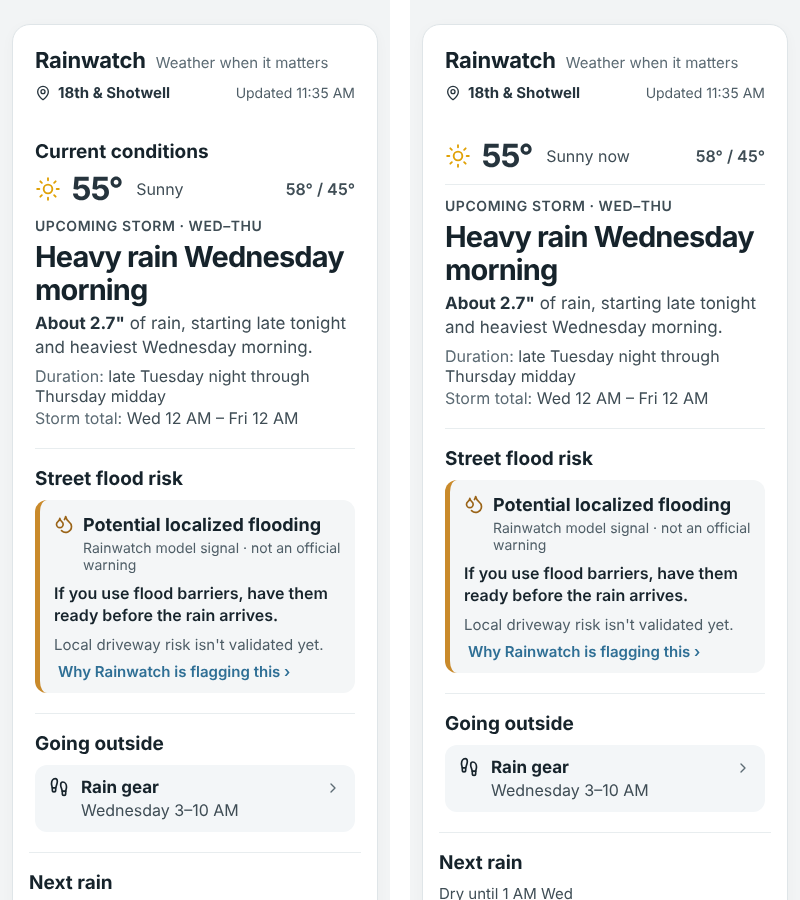 Rainwatch Weather when it matters
18th & Shotwell Updated 11:35 AM
Current conditions
55° Sunny 58° / 45°
UPCOMING STORM · WED–THU
Heavy rain Wednesday
morning
About 2.7" of rain, starting late tonight
and heaviest Wednesday morning.
Duration: late Tuesday night through
Thursday midday
Storm total: Wed 12 AM – Fri 12 AM
Street flood risk
Potential localized flooding
Rainwatch model signal · not an official
warning
If you use flood barriers, have them
ready before the rain arrives.
Local driveway risk isn't validated yet.
Why Rainwatch is flagging this ›
Going outside
Rain gear
Wednesday 3–10 AM
Next rain
Rainwatch Weather when it matters
18th & Shotwell Updated 11:35 AM
55° Sunny now 58° / 45°
UPCOMING STORM · WED–THU
Heavy rain Wednesday
morning
About 2.7" of rain, starting late tonight
and heaviest Wednesday morning.
Duration: late Tuesday night through
Thursday midday
Storm total: Wed 12 AM – Fri 12 AM
Street flood risk
Potential localized flooding
Rainwatch model signal · not an official
warning
If you use flood barriers, have them
ready before the rain arrives.
Local driveway risk isn't validated yet.
Why Rainwatch is flagging this ›
Going outside
Rain gear
Wednesday 3–10 AM
Next rain
Dry until 1 AM Wed